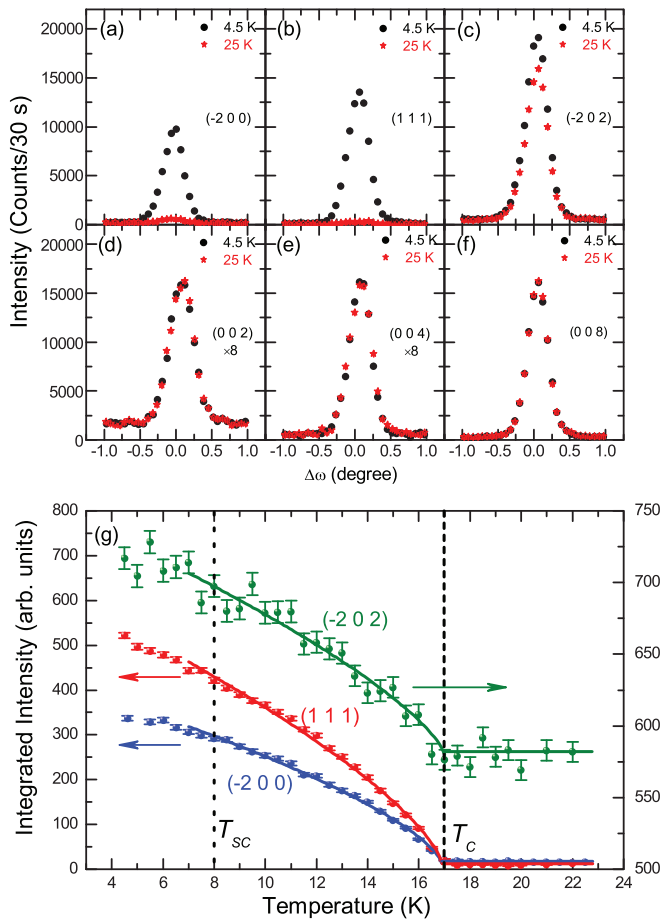 (a) 4.5 K
25 K
(-2 0 0)
(b) 4.5 K
25 K
(1 1 1)
(c) 4.5 K
25 K
(-2 0 2)
20000
15000
10000
5000
0
Intensity (Counts/30 s)
(d) 4.5 K
25 K
(0 0 2)
×8
(e) 4.5 K
25 K
(0 0 4)
×8
(f) 4.5 K
25 K
(0 0 8)
20000
15000
10000
5000
0
-1.0 -0.5 0.0 0.5 1.0
-1.0 -0.5 0.0 0.5 1.0
-1.0 -0.5 0.0 0.5 1.0
Δω (degree)
(g)
800
700
600
500
400
300
200
100
0
Integrated Intensity (arb. units)
750
700
650
600
550
500
(-2 0 2)
(1 1 1)
(-2 0 0)
TSC
TC
4 6 8 10 12 14 16 18 20 22 24
Temperature (K)